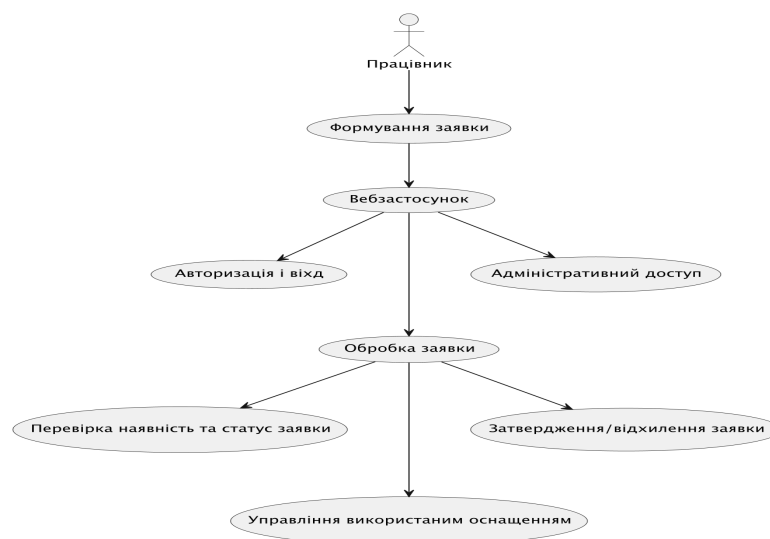 Працівник
Формування заявки
Вебзастосунок
Авторизація і віхд
Адміністративний доступ
Обробка заявки
Перевірка наявність та статус заявки
Затвердження/відхилення заявки
Управління використаним оснащенням